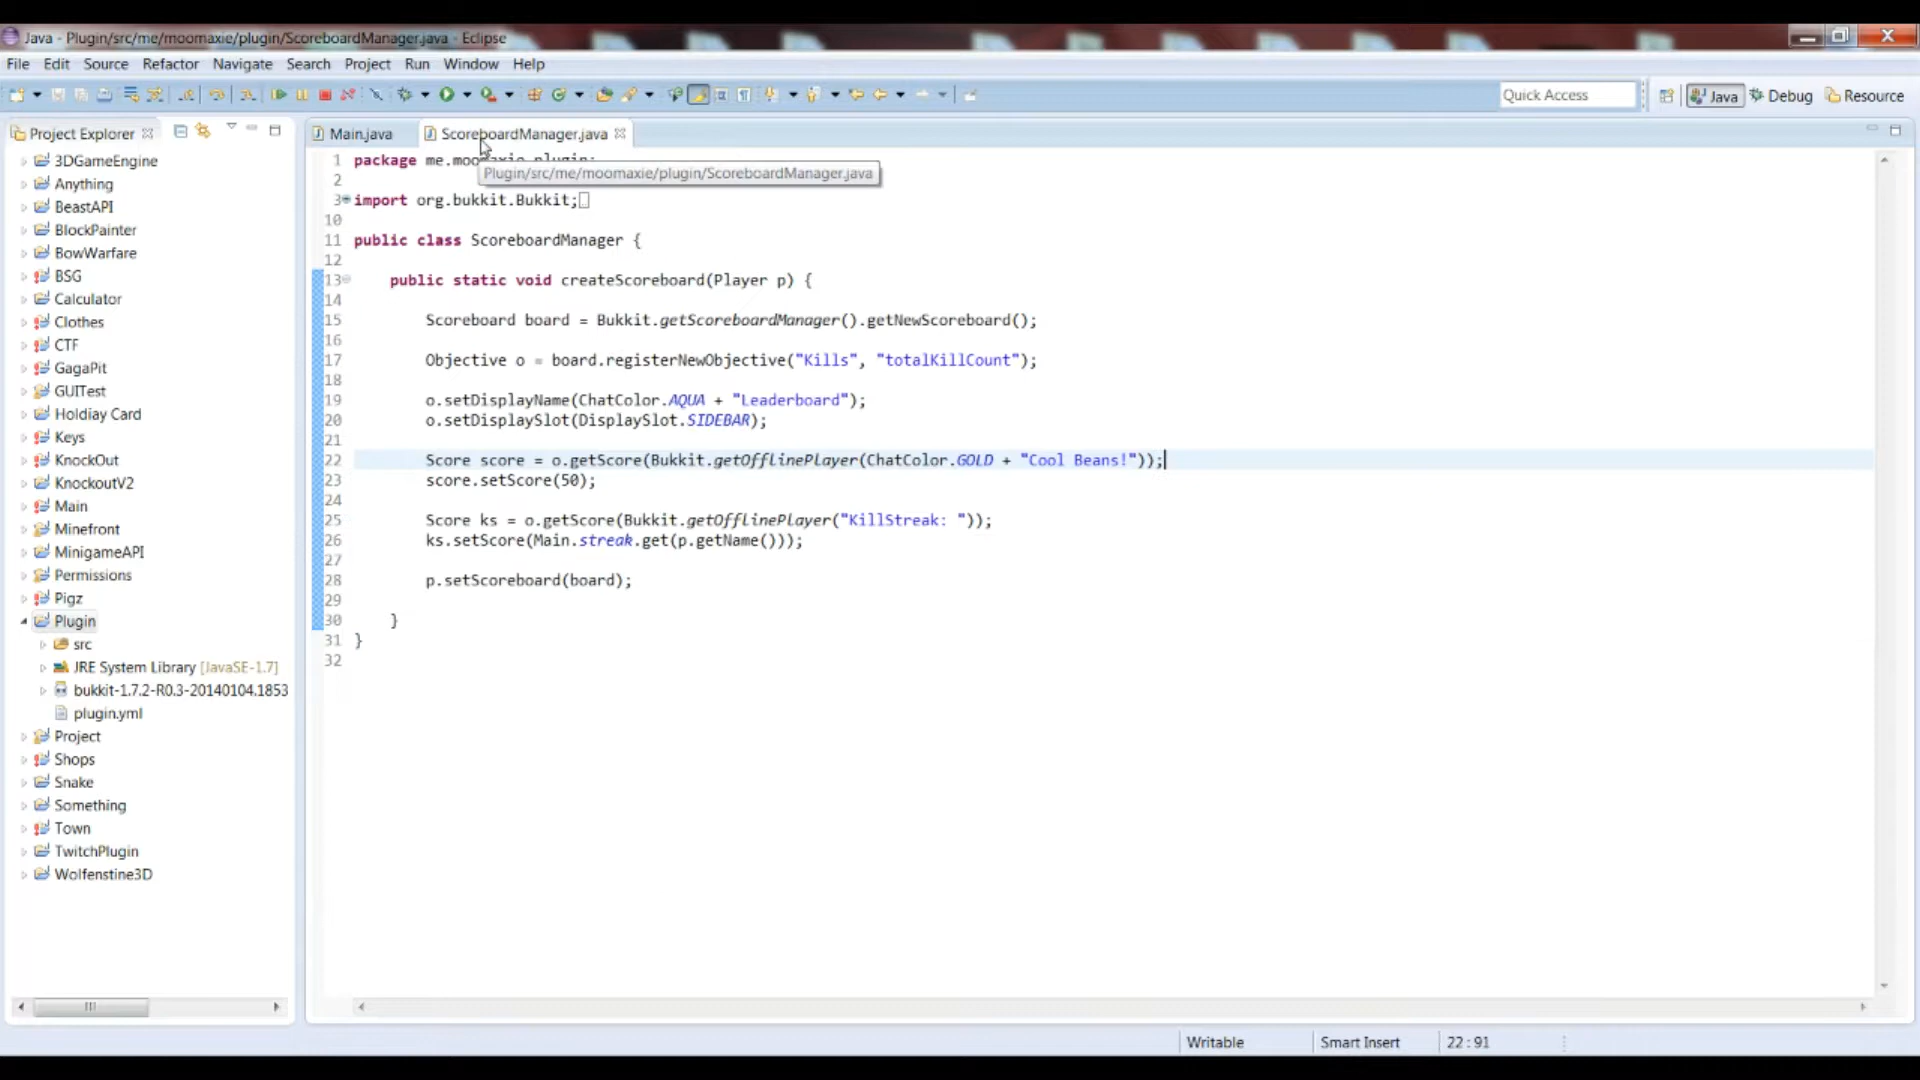 Java - Plugin/src/me/moomaxie/plugin/ScoreboardManager.java - Eclipse
File Edit Source Refactor Navigate Search Project Run Window Help
Quick Access Java Debug Resource
Project Explorer
3DGameEngine
Anything
BeastAPI
BlockPainter
BowWarfare
BSG
Calculator
Clothes
CTF
GagaPit
GUITest
Holdiay Card
Keys
KnockOut
KnockoutV2
Main
Minefront
MinigameAPI
Permissions
Pigz
Plugin
src
JRE System Library [JavaSE-1.7]
bukkit-1.7.2-R0.3-20140104.1853
plugin.yml
Project
Shops
Snake
Something
Town
TwitchPlugin
Wolfenstine3D
Main.java ScoreboardManager.java
1 package me.moomaxie.plugin;
Plugin/src/me/moomaxie/plugin/ScoreboardManager.java
2
3 import org.bukkit.Bukkit;
10
11 public class ScoreboardManager {
12
13 public static void createScoreboard(Player p) {
14
15 Scoreboard board = Bukkit.getScoreboardManager().getNewScoreboard();
16
17 Objective o = board.registerNewObjective("Kills", "totalKillCount");
18
19 o.setDisplayName(ChatColor.AQUA + "Leaderboard");
20 o.setDisplaySlot(DisplaySlot.SIDEBAR);
21
22 Score score = o.getScore(Bukkit.getOfflinePlayer(ChatColor.GOLD + "Cool Beans!"));
23 score.setScore(50);
24
25 Score ks = o.getScore(Bukkit.getOfflinePlayer("KillStreak: "));
26 ks.setScore(Main.streak.get(p.getName()));
27
28 p.setScoreboard(board);
29
30 }
31 }
32
Writable Smart Insert 22 : 91